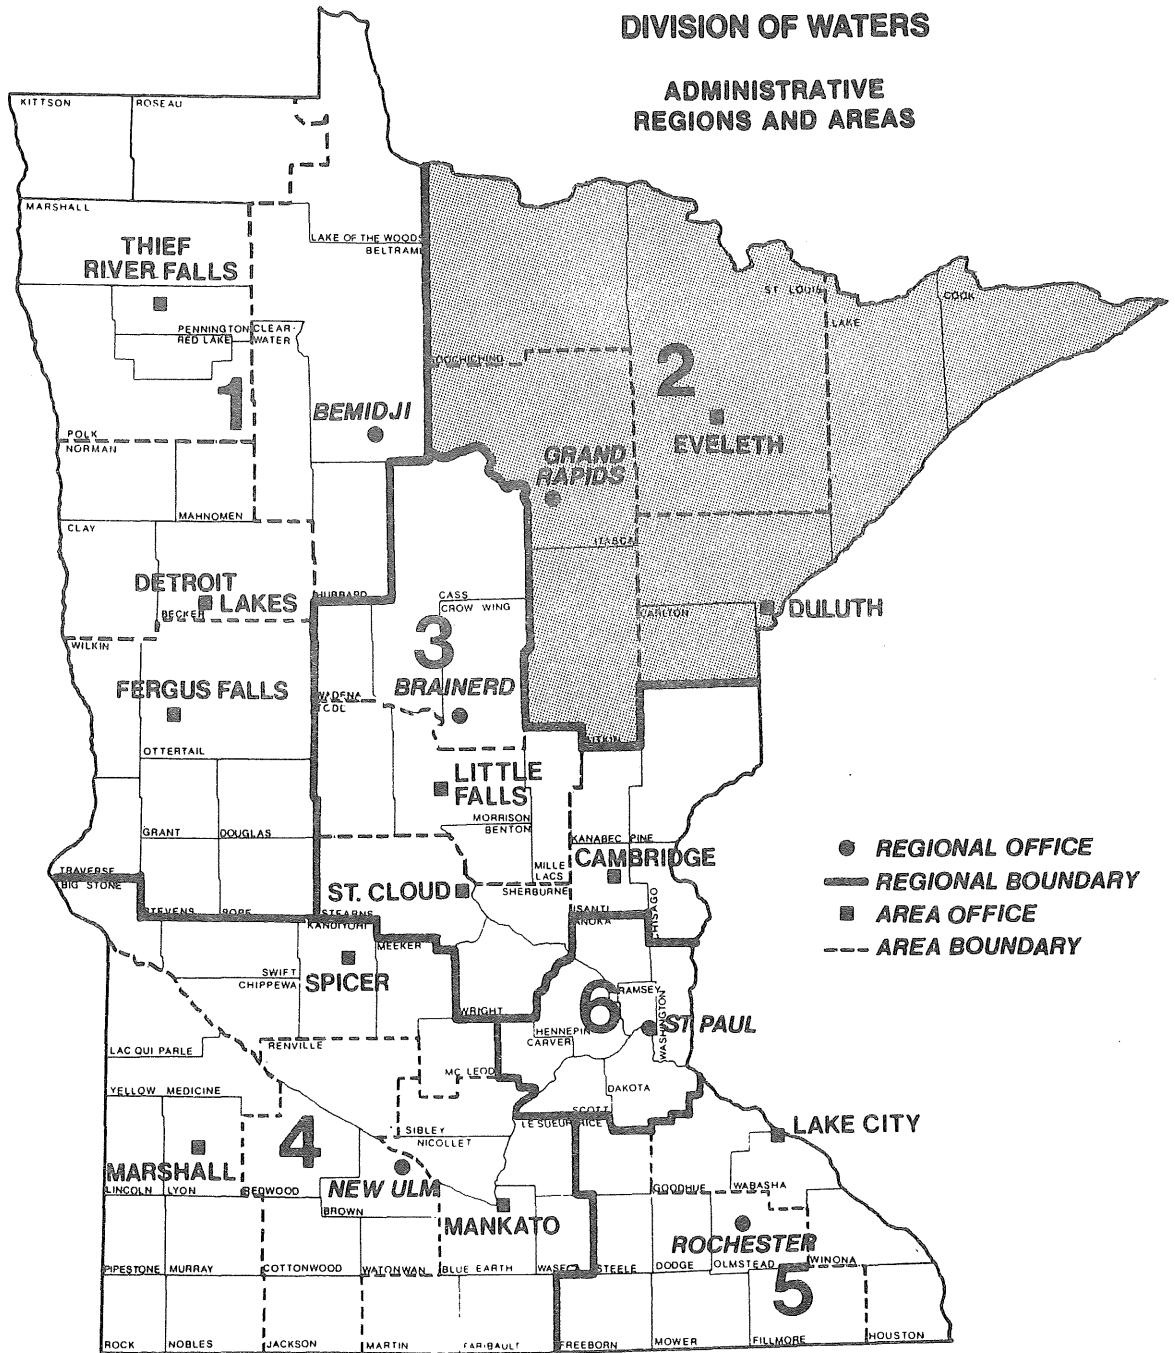 DIVISION OF WATERS
ADMINISTRATIVE
REGIONS AND AREAS
KITTSON
ROSEAU
MARSHALL
LAKE OF THE WOODS
BELTRAMI
THIEF
RIVER FALLS
PENNINGTON
RED LAKE
CLEAR-
WATER
1
BEMIDJI
POLK
NORMAN
MAHNOMEN
CLAY
DETROIT
LAKES
BECKER
HUBBARD
WILKIN
FERGUS FALLS
OTTERTAIL
GRANT
DOUGLAS
TRAVERSE
BIG STONE
STEVENS
POPE
ST. LOUIS
LAKE
COOK
2
EVELETH
GRAND
RAPIDS
ITASCA
CARLTON
DULUTH
AITKIN
CASS
CROW WING
3
BRAINERD
WADENA
LITTLE
FALLS
MORRISON
BENTON
MILLE
LACS
KANABEC
PINE
CAMBRIDGE
ST. CLOUD
SHERBURNE
STEARNS
KANDIYOHI
ISANTI
ANOKA
CHISAGO
REGIONAL OFFICE
REGIONAL BOUNDARY
AREA OFFICE
AREA BOUNDARY
MEEKER
SWIFT
CHIPPEWA
SPICER
WRIGHT
6
RAMSEY
WASHINGTON
ST PAUL
HENNEPIN
CARVER
LAC QUI PARLE
RENVILLE
MC LEOD
DAKOTA
SCOTT
YELLOW MEDICINE
4
SIBLEY
NICOLLET
LE SUEUR
RICE
LAKE CITY
MARSHALL
LINCOLN
LYON
REDWOOD
NEW ULM
BROWN
MANKATO
GOODHUE
WABASHA
ROCHESTER
PIPESTONE
MURRAY
COTTONWOOD
WATONWAN
BLUE EARTH
WASECA
STEELE
DODGE
OLMSTEAD
WINONA
5
ROCK
NOBLES
JACKSON
MARTIN
FARIBAULT
FREEBORN
MOWER
FILLMORE
HOUSTON